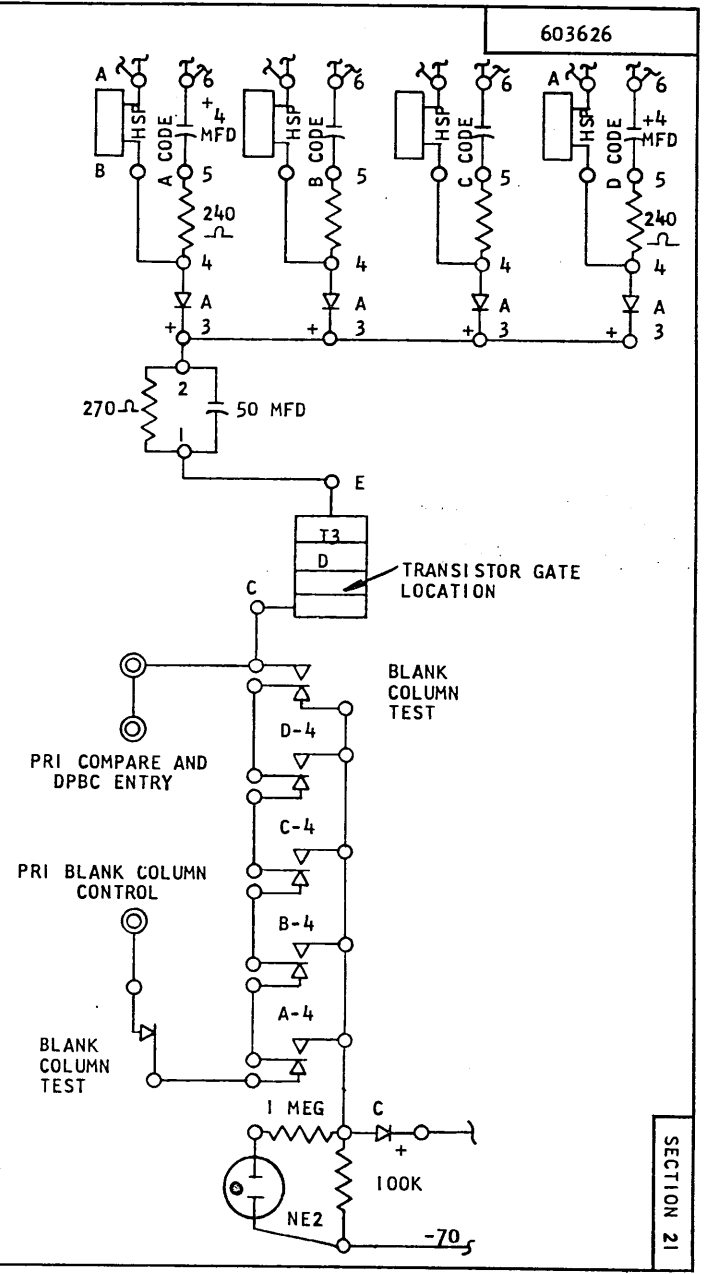 603626
A
6
6
6
A
6
+4
MFD
HSP
A CODE
HSP
B CODE
HSP
C CODE
HSP
D CODE
+4
MFD
B
5
5
5
5
240
Ω
240
Ω
4
4
4
4
A
A
A
A
+ 3
+ 3
+ 3
+ 3
2
270 Ω
50 MFD
1
E
T3
D
TRANSISTOR GATE
LOCATION
C
BLANK
COLUMN
TEST
D-4
PRI COMPARE AND
DPBC ENTRY
C-4
PRI BLANK COLUMN
CONTROL
B-4
A-4
BLANK
COLUMN
TEST
1 MEG
C
+
100K
NE2
-70
SECTION 21